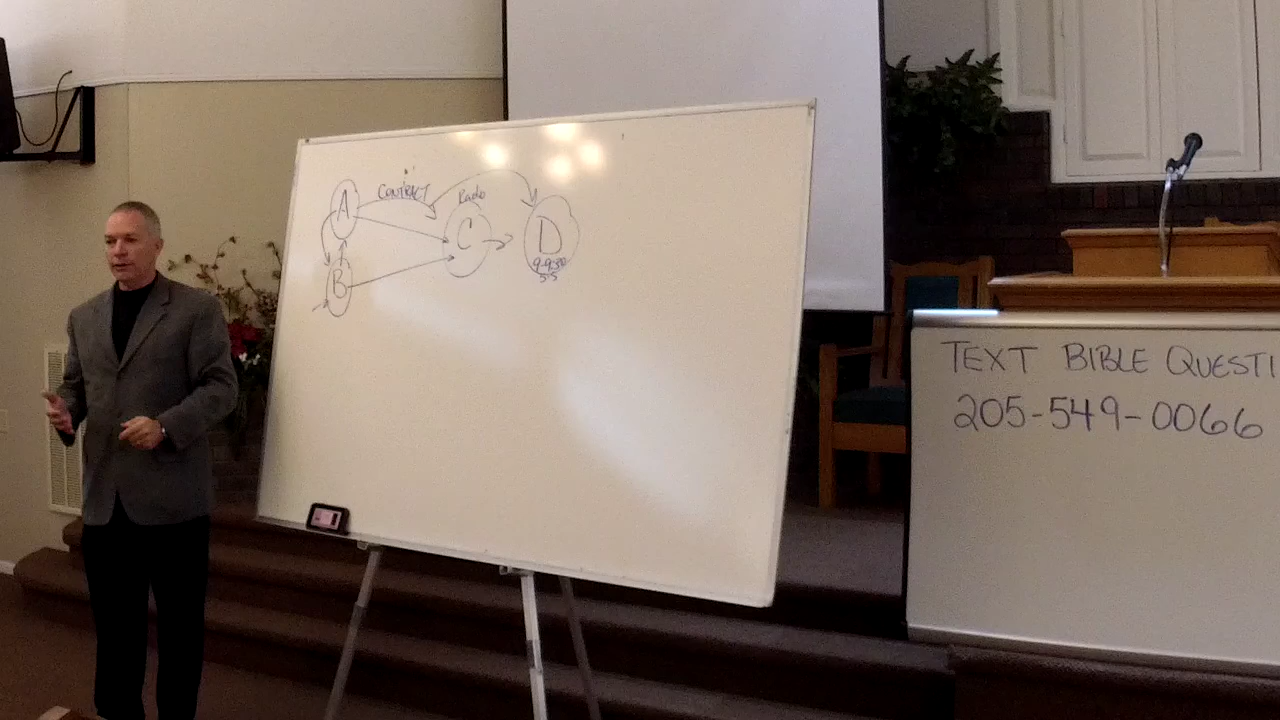 CONTRACT
Radio
A
C
D
B
TEXT BIBLE QUESTI
205-549-0066